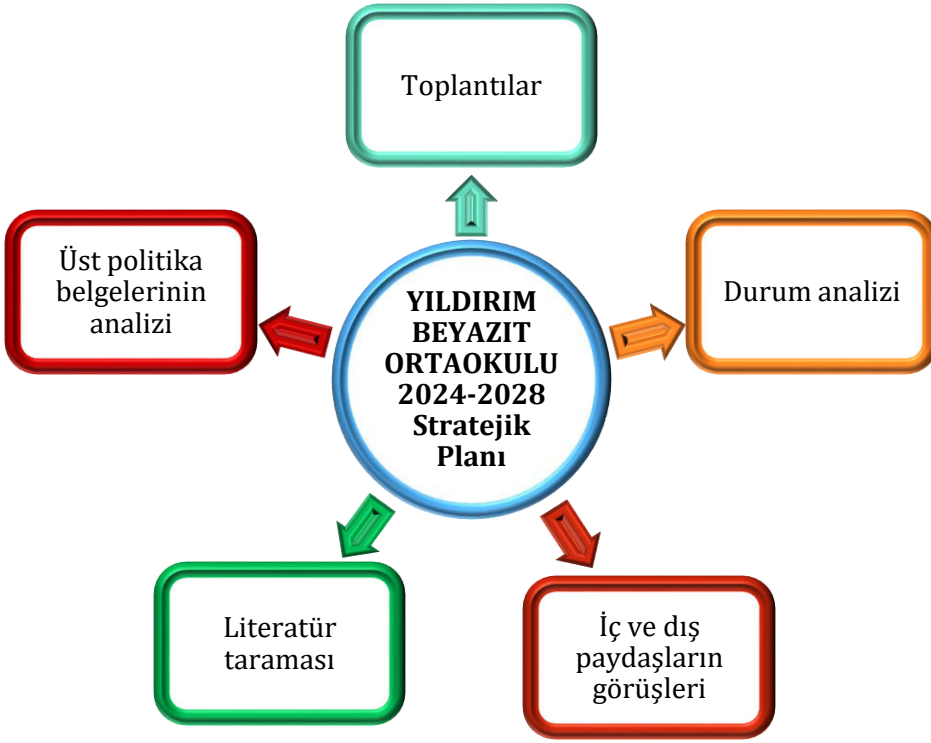 Toplantılar
Üst politika
belgelerinin
analizi
YILDIRIM
BEYAZIT
ORTAOKULU
2024-2028
Stratejik
Planı
Durum analizi
Literatür
taraması
İç ve dış
paydaşların
görüşleri